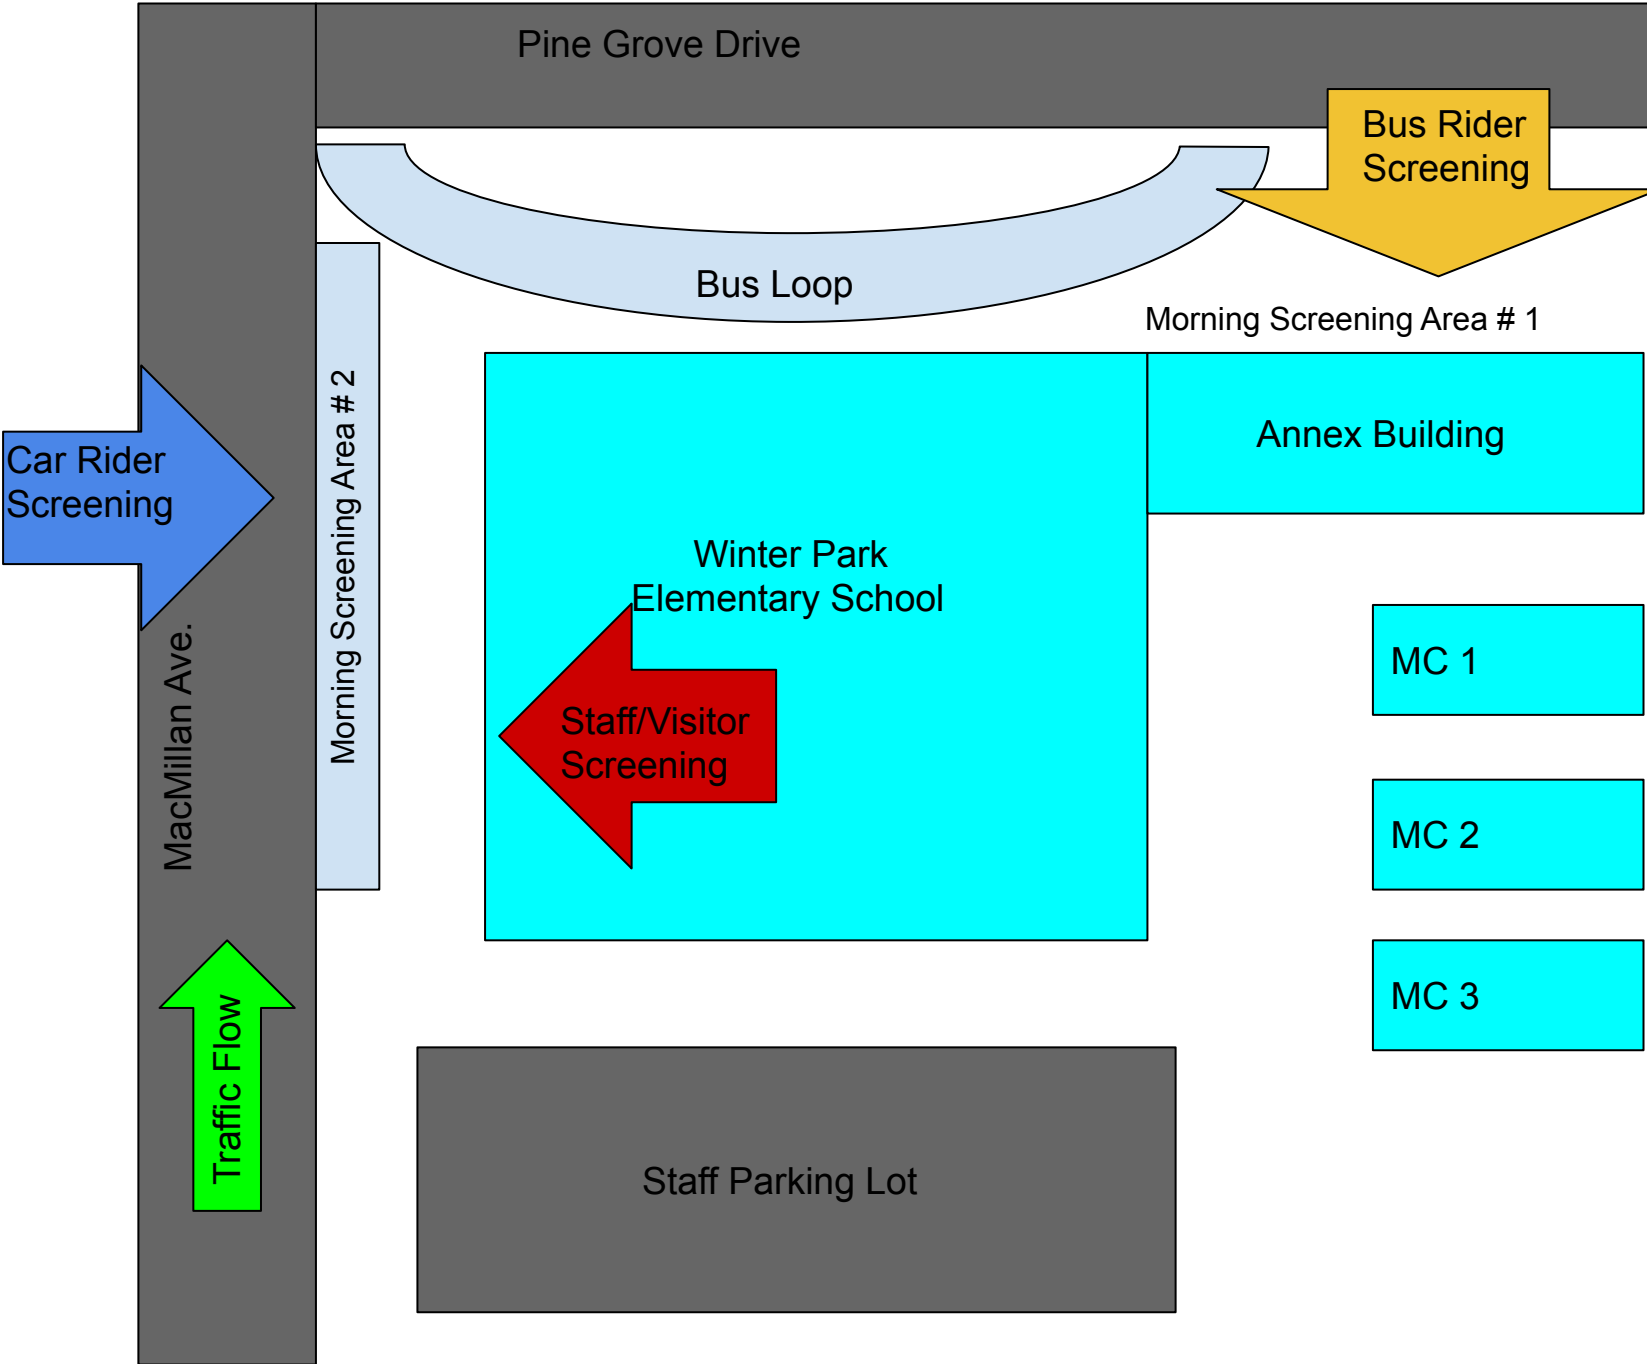 Pine Grove Drive
Bus Rider
Screening
Bus Loop
Morning Screening Area # 1
Morning Screening Area # 2
Annex Building
Car Rider
Screening
Winter Park
Elementary School
MC 1
Staff/Visitor
Screening
MacMillan Ave.
MC 2
MC 3
Traffic Flow
Staff Parking Lot